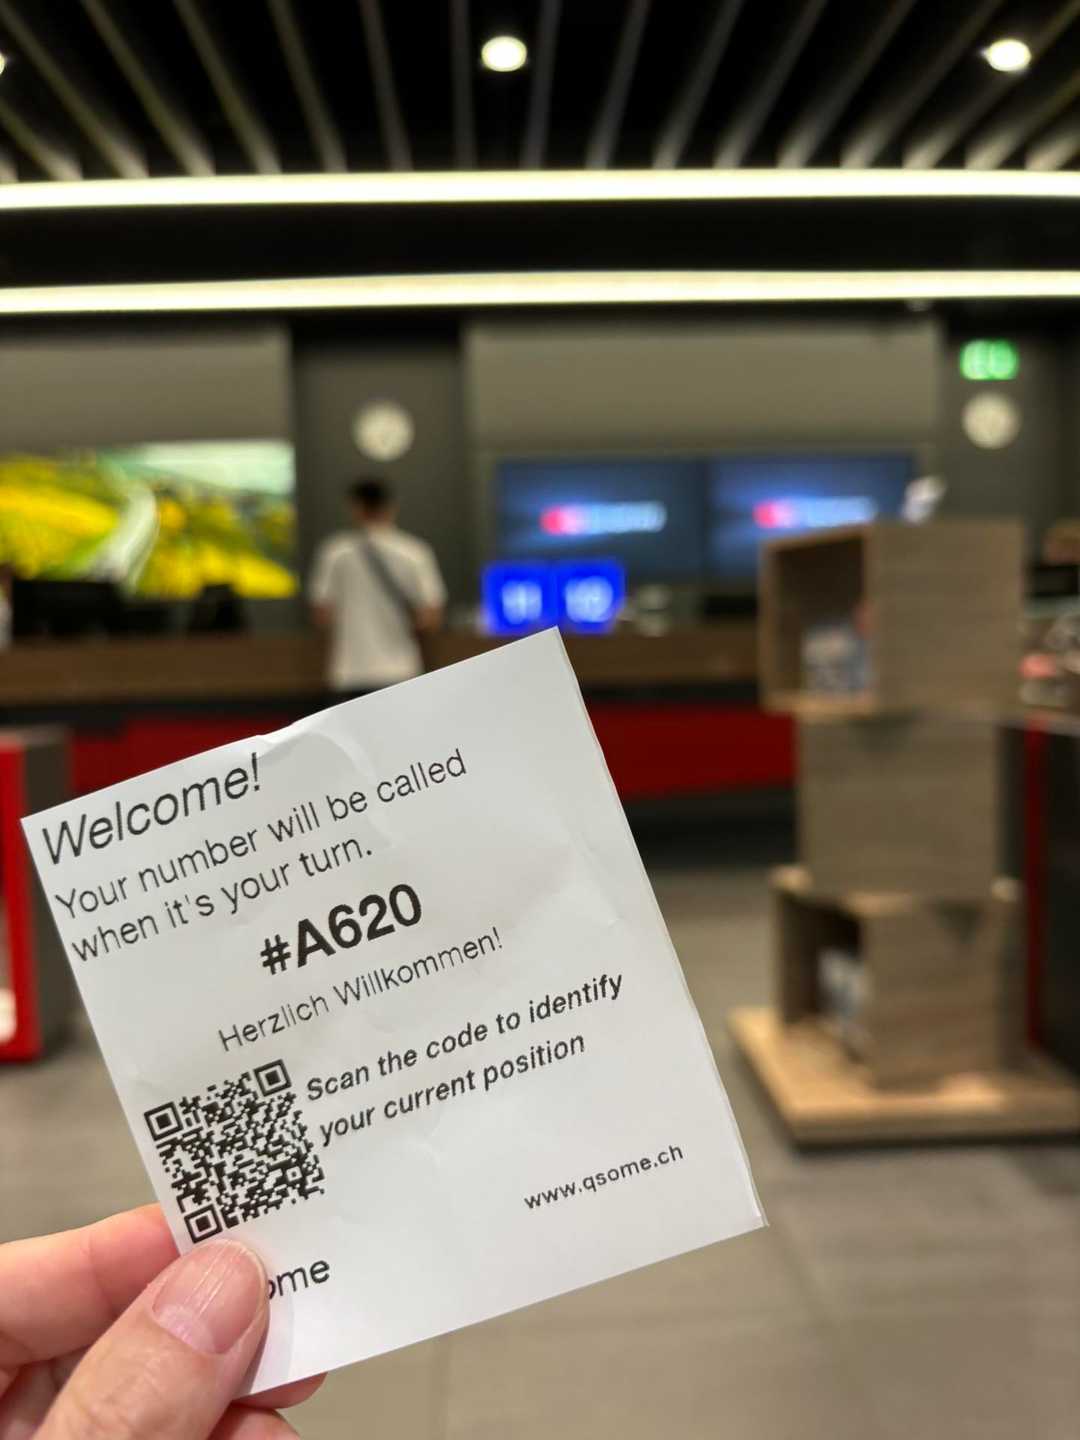 Welcome!
Your number will be called
when it's your turn.
#A620
Herzlich Willkommen!
Scan the code to identify
your current position
www.qsome.ch